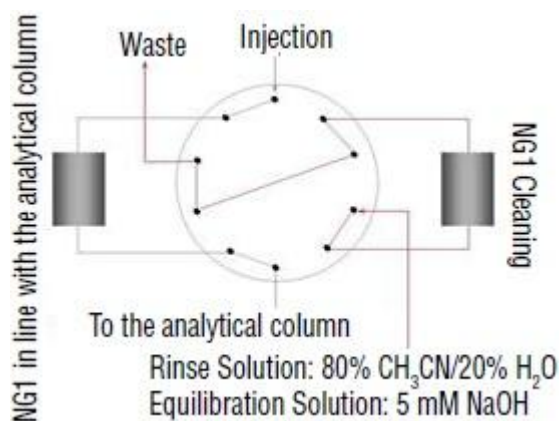 Waste
Injection
NG1 in line with the analytical column
NG1 Cleaning
To the analytical column
Rinse Solution: 80% CH₃CN/20% H₂O
Equilibration Solution: 5 mM NaOH